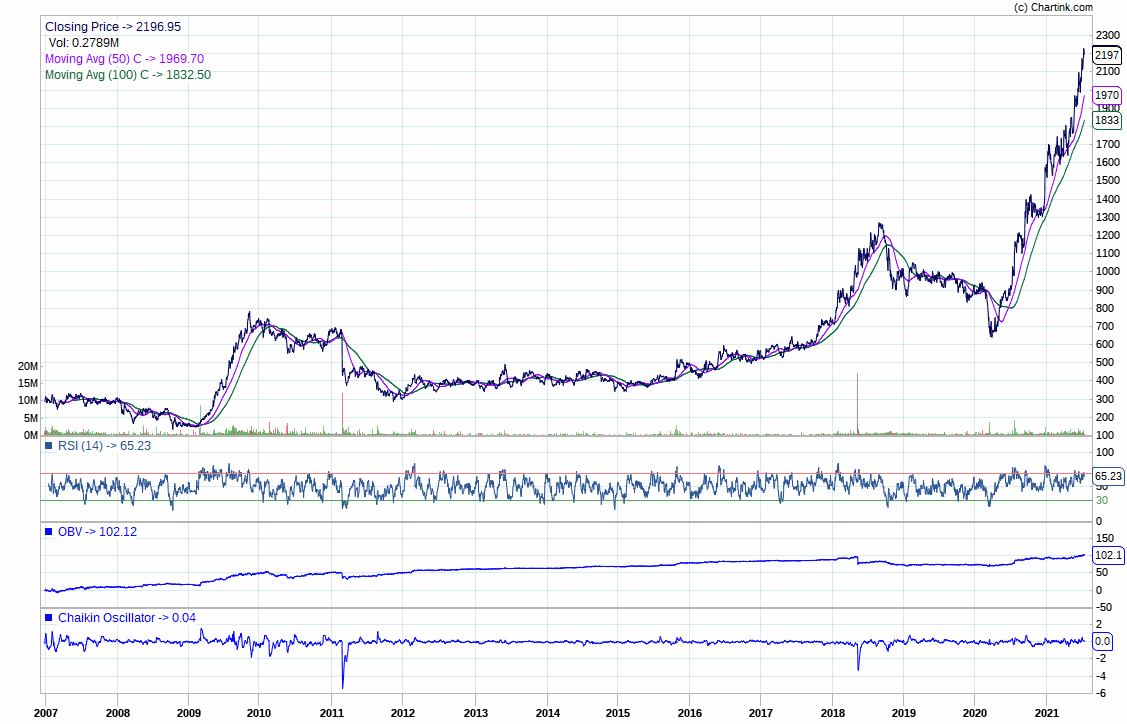 (c) Chartink.com
Closing Price -> 2196.95
Vol: 0.2789M
Moving Avg (50) C -> 1969.70
Moving Avg (100) C -> 1832.50
2300
2197
2100
1970
1900
1833
1700
1600
1500
1400
1300
1200
1100
1000
900
800
700
600
500
400
300
200
100
20M
15M
10M
5M
0M
RSI (14) -> 65.23
100
65.23
50
30
0
OBV -> 102.12
150
102.1
50
0
-50
Chaikin Oscillator -> 0.04
2
0.0
-2
-4
-6
2007 2008 2009 2010 2011 2012 2013 2014 2015 2016 2017 2018 2019 2020 2021